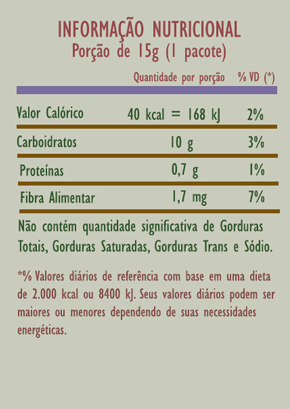 INFORMAÇÃO NUTRICIONAL
Porção de 15g (1 pacote)
Quantidade por porção % VD (*)
Valor Calórico 40 kcal = 168 kJ 2%
Carboidratos 10 g 3%
Proteínas 0,7 g 1%
Fibra Alimentar 1,7 mg 7%
Não contém quantidade significativa de Gorduras
Totais, Gorduras Saturadas, Gorduras Trans e Sódio.
*% Valores diários de referência com base em uma dieta
de 2.000 kcal ou 8400 kJ. Seus valores diários podem ser
maiores ou menores dependendo de suas necessidades
energéticas.